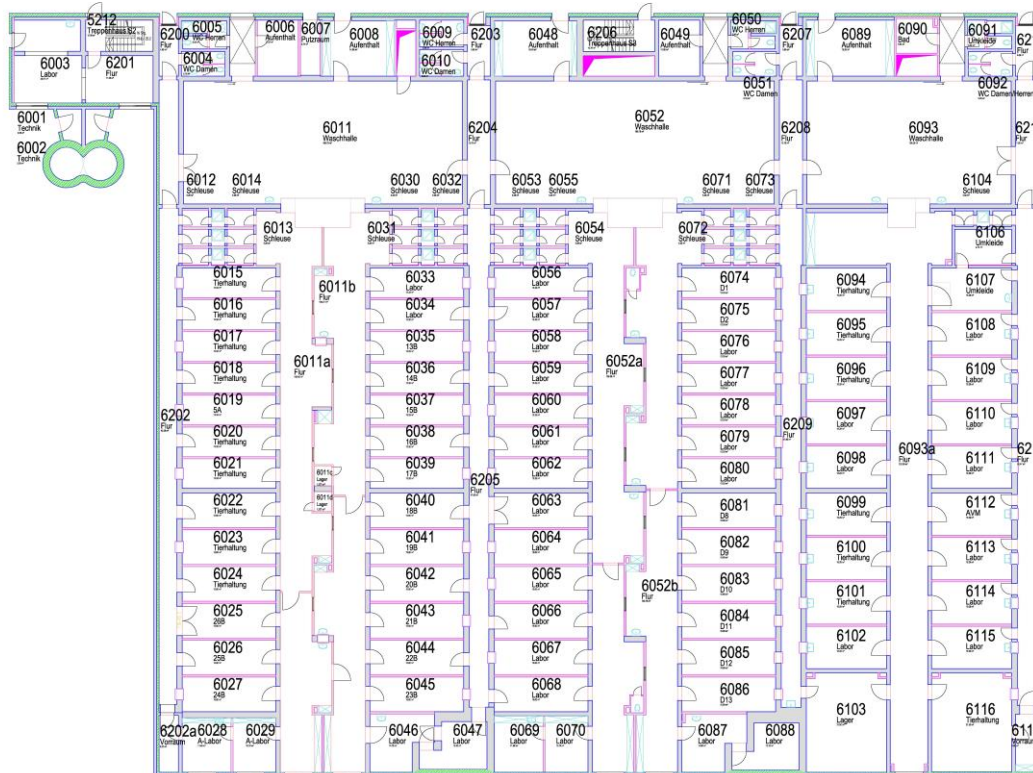 5212
Treppenhaus S2
6200
Flur
6005
WC Herren
6006
Aufenthalt
6007
Putzraum
6008
Aufenthalt
6009
WC Herren
6203
Flur
6048
Aufenthalt
6206
Treppenhaus S3
6049
Aufenthalt
6050
WC Herren
6207
Flur
6089
Aufenthalt
6090
Bad
6091
Umkleide
Flur
6003
Labor
6201
Flur
6004
WC Damen
6010
WC Damen
6051
WC Damen
6092
WC Damen/Herren
6001
Technik
6002
Technik
6011
Waschhalle
6204
Flur
6052
Waschhalle
6208
Flur
6093
Waschhalle
Flur
6012
Schleuse
6014
Schleuse
6030
Schleuse
6032
Schleuse
6053
Schleuse
6055
Schleuse
6071
Schleuse
6073
Schleuse
6104
Schleuse
6013
Schleuse
6031
Schleuse
6054
Schleuse
6072
Schleuse
6106
Umkleide
6015
Tierhaltung
6011b
Flur
6033
Labor
6056
Labor
6074
D1
6094
Tierhaltung
6107
Umkleide
6016
Tierhaltung
6034
Labor
6057
Labor
6075
D2
6095
Tierhaltung
6108
Labor
6017
Tierhaltung
6035
13B
6058
Labor
6076
Labor
6011a
Flur
6052a
Flur
6018
Tierhaltung
6036
14B
6059
Labor
6077
Labor
6096
Tierhaltung
6109
Labor
6019
5A
6037
15B
6060
Labor
6078
Labor
6097
Labor
6110
Labor
6202
Flur
6209
Flur
6020
Tierhaltung
6038
16B
6061
Labor
6079
Labor
6098
Labor
6093a
Flur
6111
Labor
Flur
6021
Tierhaltung
6011c
Lager
6039
17B
6205
Flur
6062
Labor
6080
Labor
6022
Tierhaltung
6011d
Lager
6040
18B
6063
Labor
6081
D8
6099
Tierhaltung
6112
AVM
6023
Tierhaltung
6041
19B
6064
Labor
6082
D9
6100
Tierhaltung
6113
Labor
6024
Tierhaltung
6042
20B
6065
Labor
6052b
Flur
6083
D10
6101
Tierhaltung
6114
Labor
6025
26B
6043
21B
6066
Labor
6084
D11
6102
Labor
6115
Labor
6026
25B
6044
22B
6067
Labor
6085
D12
6027
24B
6045
23B
6068
Labor
6086
D13
6103
Lager
6116
Tierhaltung
6202a
Vorraum
6028
A-Labor
6029
A-Labor
6046
Labor
6047
Labor
6069
Labor
6070
Labor
6087
Labor
6088
Labor